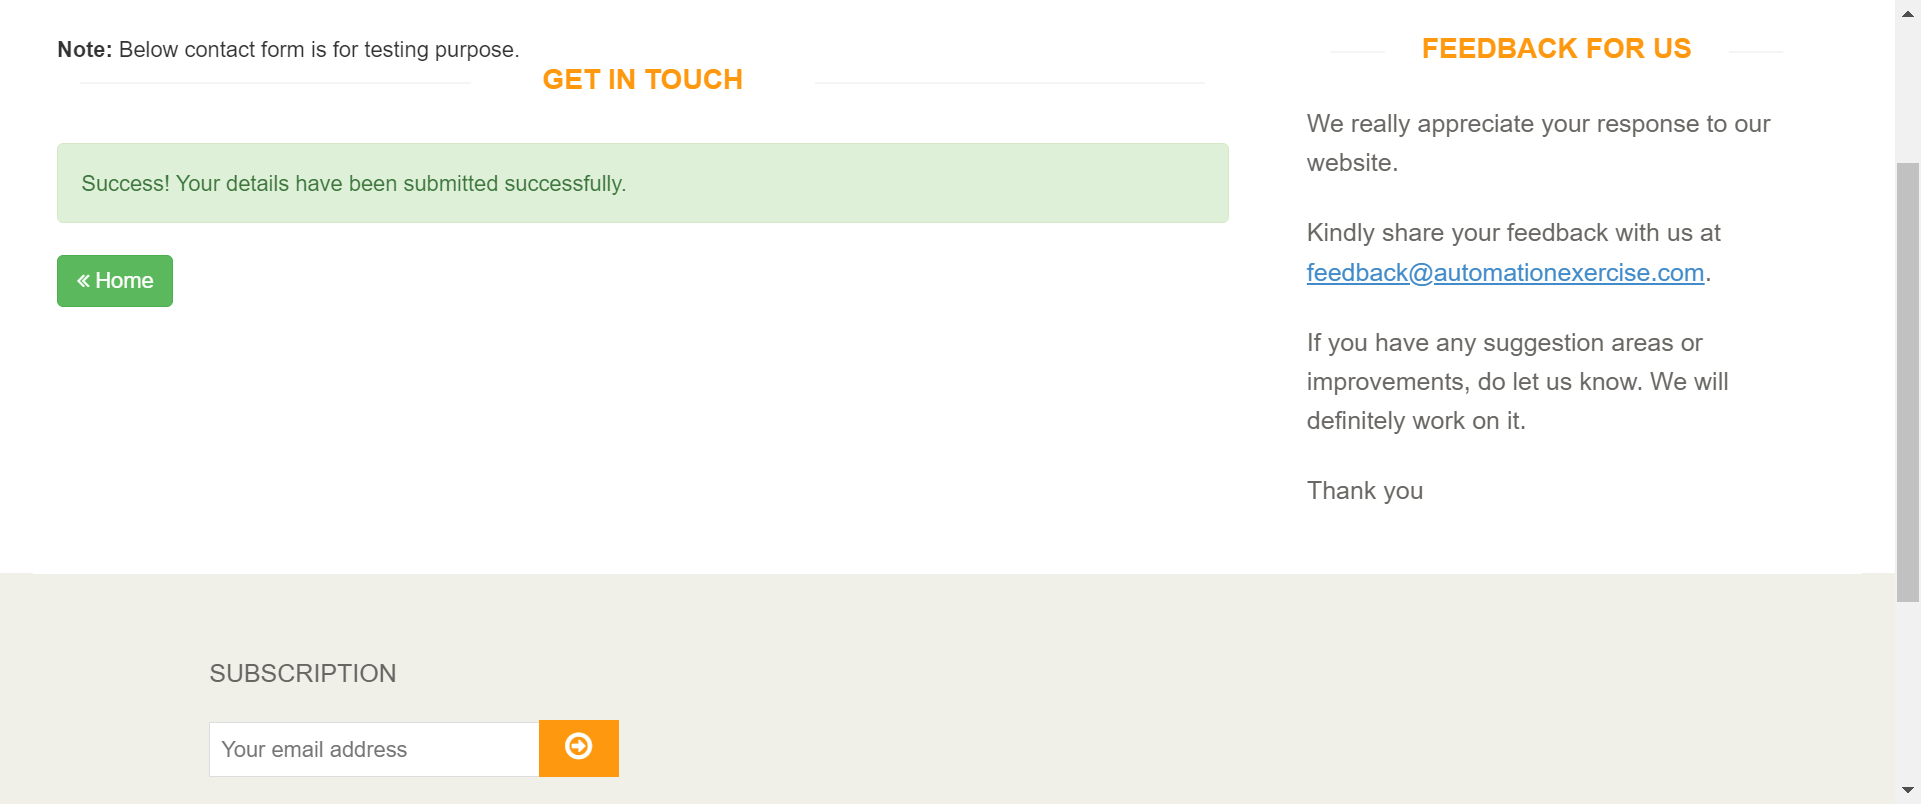 Note: Below contact form is for testing purpose.
GET IN TOUCH
Success! Your details have been submitted successfully.
« Home
FEEDBACK FOR US
We really appreciate your response to our
website.
Kindly share your feedback with us at
feedback@automationexercise.com.
If you have any suggestion areas or
improvements, do let us know. We will
definitely work on it.
Thank you
SUBSCRIPTION
Your email address